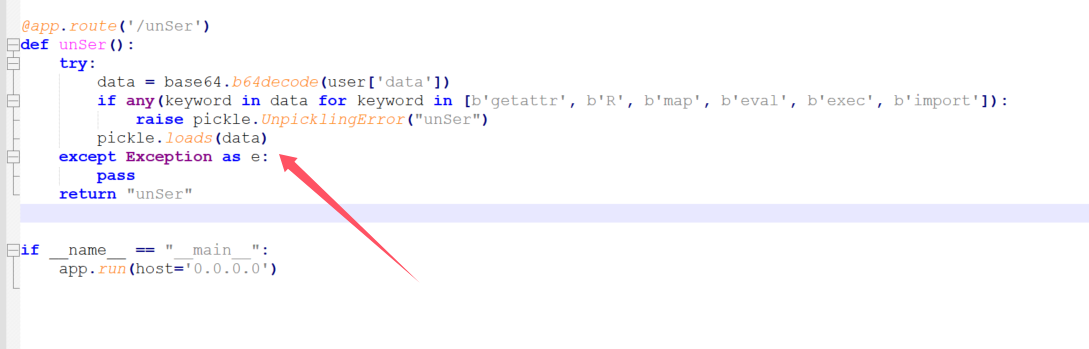 @app.route('/unSer')
def unSer():
    try:
        data = base64.b64decode(user['data'])
        if any(keyword in data for keyword in [b'getattr', b'R', b'map', b'eval', b'exec', b'import']):
            raise pickle.UnpicklingError("unSer")
        pickle.loads(data)
    except Exception as e:
        pass
    return "unSer"
if __name__ == "__main__":
    app.run(host='0.0.0.0')